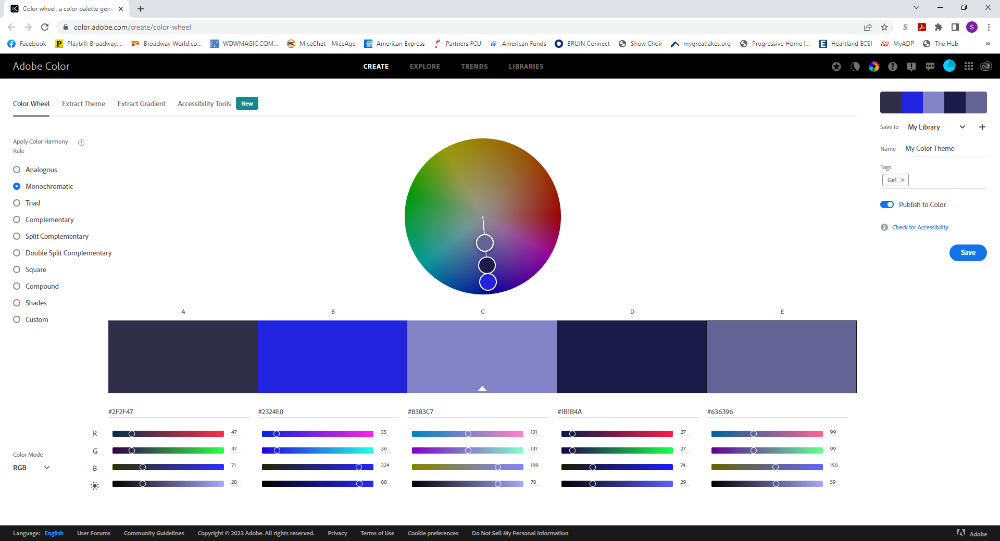 Color wheel, a color palette gene
color.adobe.com/create/color-wheel
S
S
Facebook
P Playbill: Broadway,...
Broadway World.co...
WDWMAGIC.COM...
MC MiceChat - MiceAge
American Express
Partners FCU
American Funds
BRUIN Connect
Show Choir
mygreatlakes.org
Progressive Home I...
E Heartland ECSI
MyADP
The Hub
»
Adobe Color
CREATE
EXPLORE
TRENDS
LIBRARIES
Color Wheel
Extract Theme
Extract Gradient
Accessibility Tools
New
Save to
My Library
Name
My Color Theme
Tags
Girl
Publish to Color
Check for Accessibility
Save
Apply Color Harmony
Rule
Analogous
Monochromatic
Triad
Complementary
Split Complementary
Double Split Complementary
Square
Compound
Shades
Custom
A B C D E
#2F2F47 #2324E0 #8383C7 #1B1B4A #636396
R 47 35 131 27 99
G 47 36 131 27 99
Color Mode
RGB
B 71 224 199 74 150
28 88 78 29 59
Language: English
User Forums
Community Guidelines
Copyright © 2023 Adobe. All rights reserved.
Privacy
Terms of Use
Cookie preferences
Do Not Sell My Personal Information
Adobe